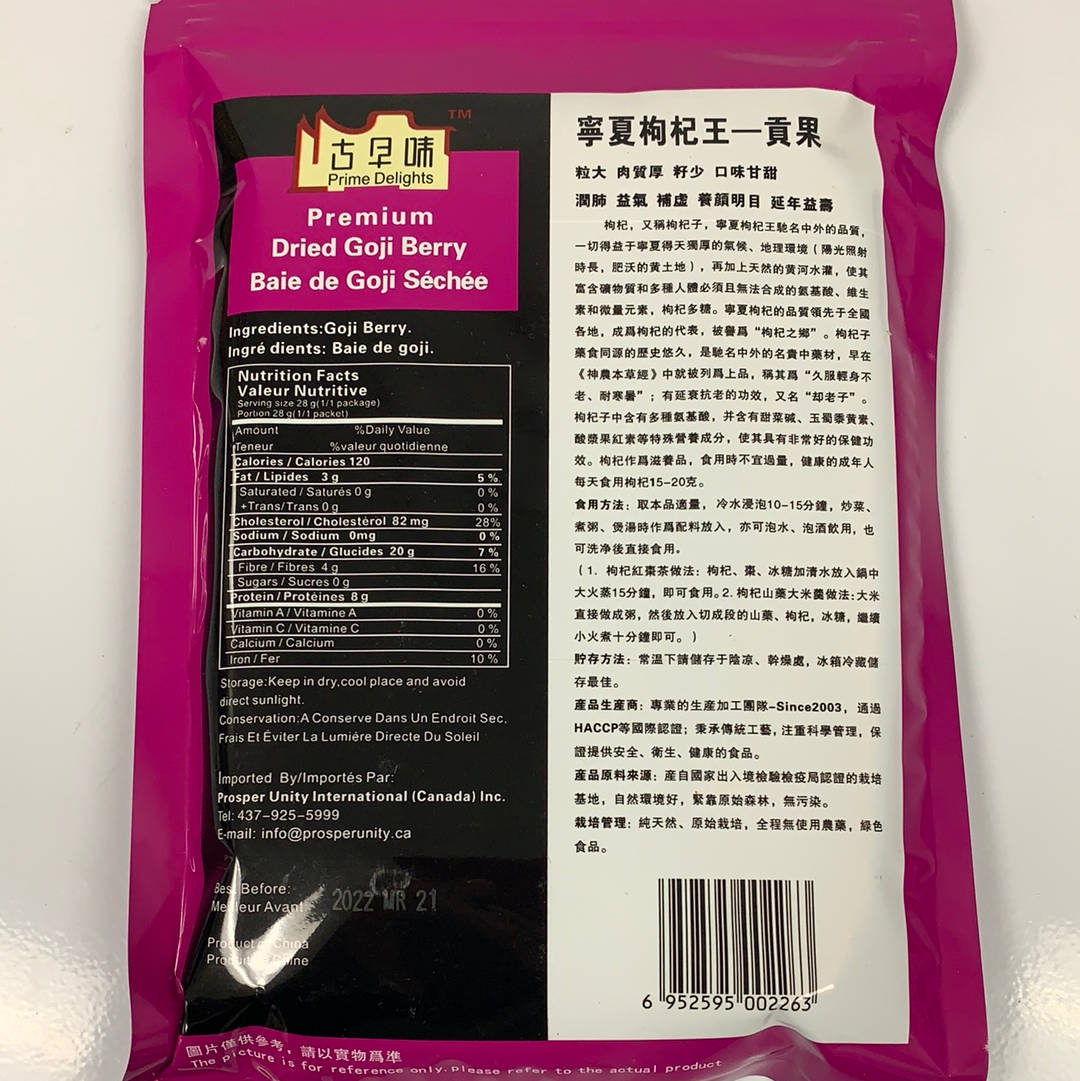 古早味
TM
Prime Delights
Premium
Dried Goji Berry
Baie de Goji Séchée
Ingredients:Goji Berry.
Ingré dients: Baie de goji.
Nutrition Facts
Valeur Nutritive
Serving size 28 g(1/1 package)
Portion 28 g(1/1 packet)
Amount %Daily Value
Teneur %valeur quotidienne
Calories / Calories 120
Fat / Lipides 3 g 5 %
Saturated / Saturés 0 g 0 %
+Trans/Trans 0 g 0 %
Cholesterol / Cholestérol 82 mg 28%
Sodium / Sodium 0mg 0 %
Carbohydrate / Glucides 20 g 7 %
Fibre / Fibres 4 g 16 %
Sugars / Sucres 0 g
Protein / Protéines 8 g
Vitamin A / Vitamine A 0 %
Vitamin C / Vitamine C 0 %
Calcium / Calcium 0 %
Iron / Fer 10 %
Storage:Keep in dry,cool place and avoid
direct sunlight.
Conservation:A Conserve Dans Un Endroit Sec.
Frais Et Éviter La Lumiére Directe Du Soleil
Imported By/Importés Par:
Prosper Unity International (Canada) Inc.
Tel: 437-925-5999
E-mail: info@prosperunity.ca
Best Before:
Meilleur Avant:
2022 MR 21
Product of China
Produit Chine
寧夏枸杞王—貢果
粒大 肉質厚 籽少 口味甘甜
潤肺 益氣 補虛 養顏明目 延年益壽
枸杞，又稱枸杞子，寧夏枸杞王馳名中外的品質，
一切得益于寧夏得天獨厚的氣候、地理環境（陽光照射
時長，肥沃的黄土地），再加上天然的黄河水灌，使其
富含礦物質和多種人體必須且無法合成的氨基酸、維生
素和微量元素，枸杞多糖。寧夏枸杞的品質領先于全國
各地，成爲枸杞的代表，被譽爲“枸杞之鄉”。枸杞子
藥食同源的歷史悠久，是馳名中外的名貴中藥材，早在
《神農本草經》中就被列爲上品，稱其爲“久服輕身不
老、耐寒暑”；有延衰抗老的功效，又名“却老子”。
枸杞子中含有多種氨基酸，并含有甜菜碱、玉蜀黍黄素、
酸漿果紅素等特殊營養成分，使其具有非常好的保健功
效。枸杞作爲滋養品，食用時不宜過量，健康的成年人
每天食用枸杞15-20克。
食用方法：取本品適量，冷水浸泡10-15分鐘，炒菜、
煮粥、煲湯時作爲配料放入，亦可泡水、泡酒飲用，也
可洗净後直接食用。
（1. 枸杞紅棗茶做法：枸杞、棗、冰糖加清水放入鍋中
大火蒸15分鐘，即可食用。2. 枸杞山藥大米羹做法：大米
直接做成粥，然後放入切成段的山藥、枸杞，冰糖，繼續
小火煮十分鐘即可。）
貯存方法：常温下請儲存于陰凉、幹燥處，冰箱冷藏儲
存最佳。
産品生産商：專業的生産加工團隊–Since2003，通過
HACCP等國際認證；秉承傳統工藝，注重科學管理，保
證提供安全、衛生、健康的食品。
産品原料來源：産自國家出入境檢驗檢疫局認證的栽培
基地，自然環境好，緊靠原始森林，無污染。
栽培管理：純天然、原始栽培，全程無使用農藥，緑色
食品。
6 952595 002263
圖片僅供參考，請以實物爲準
The picture is for reference only. please refer to the actual product